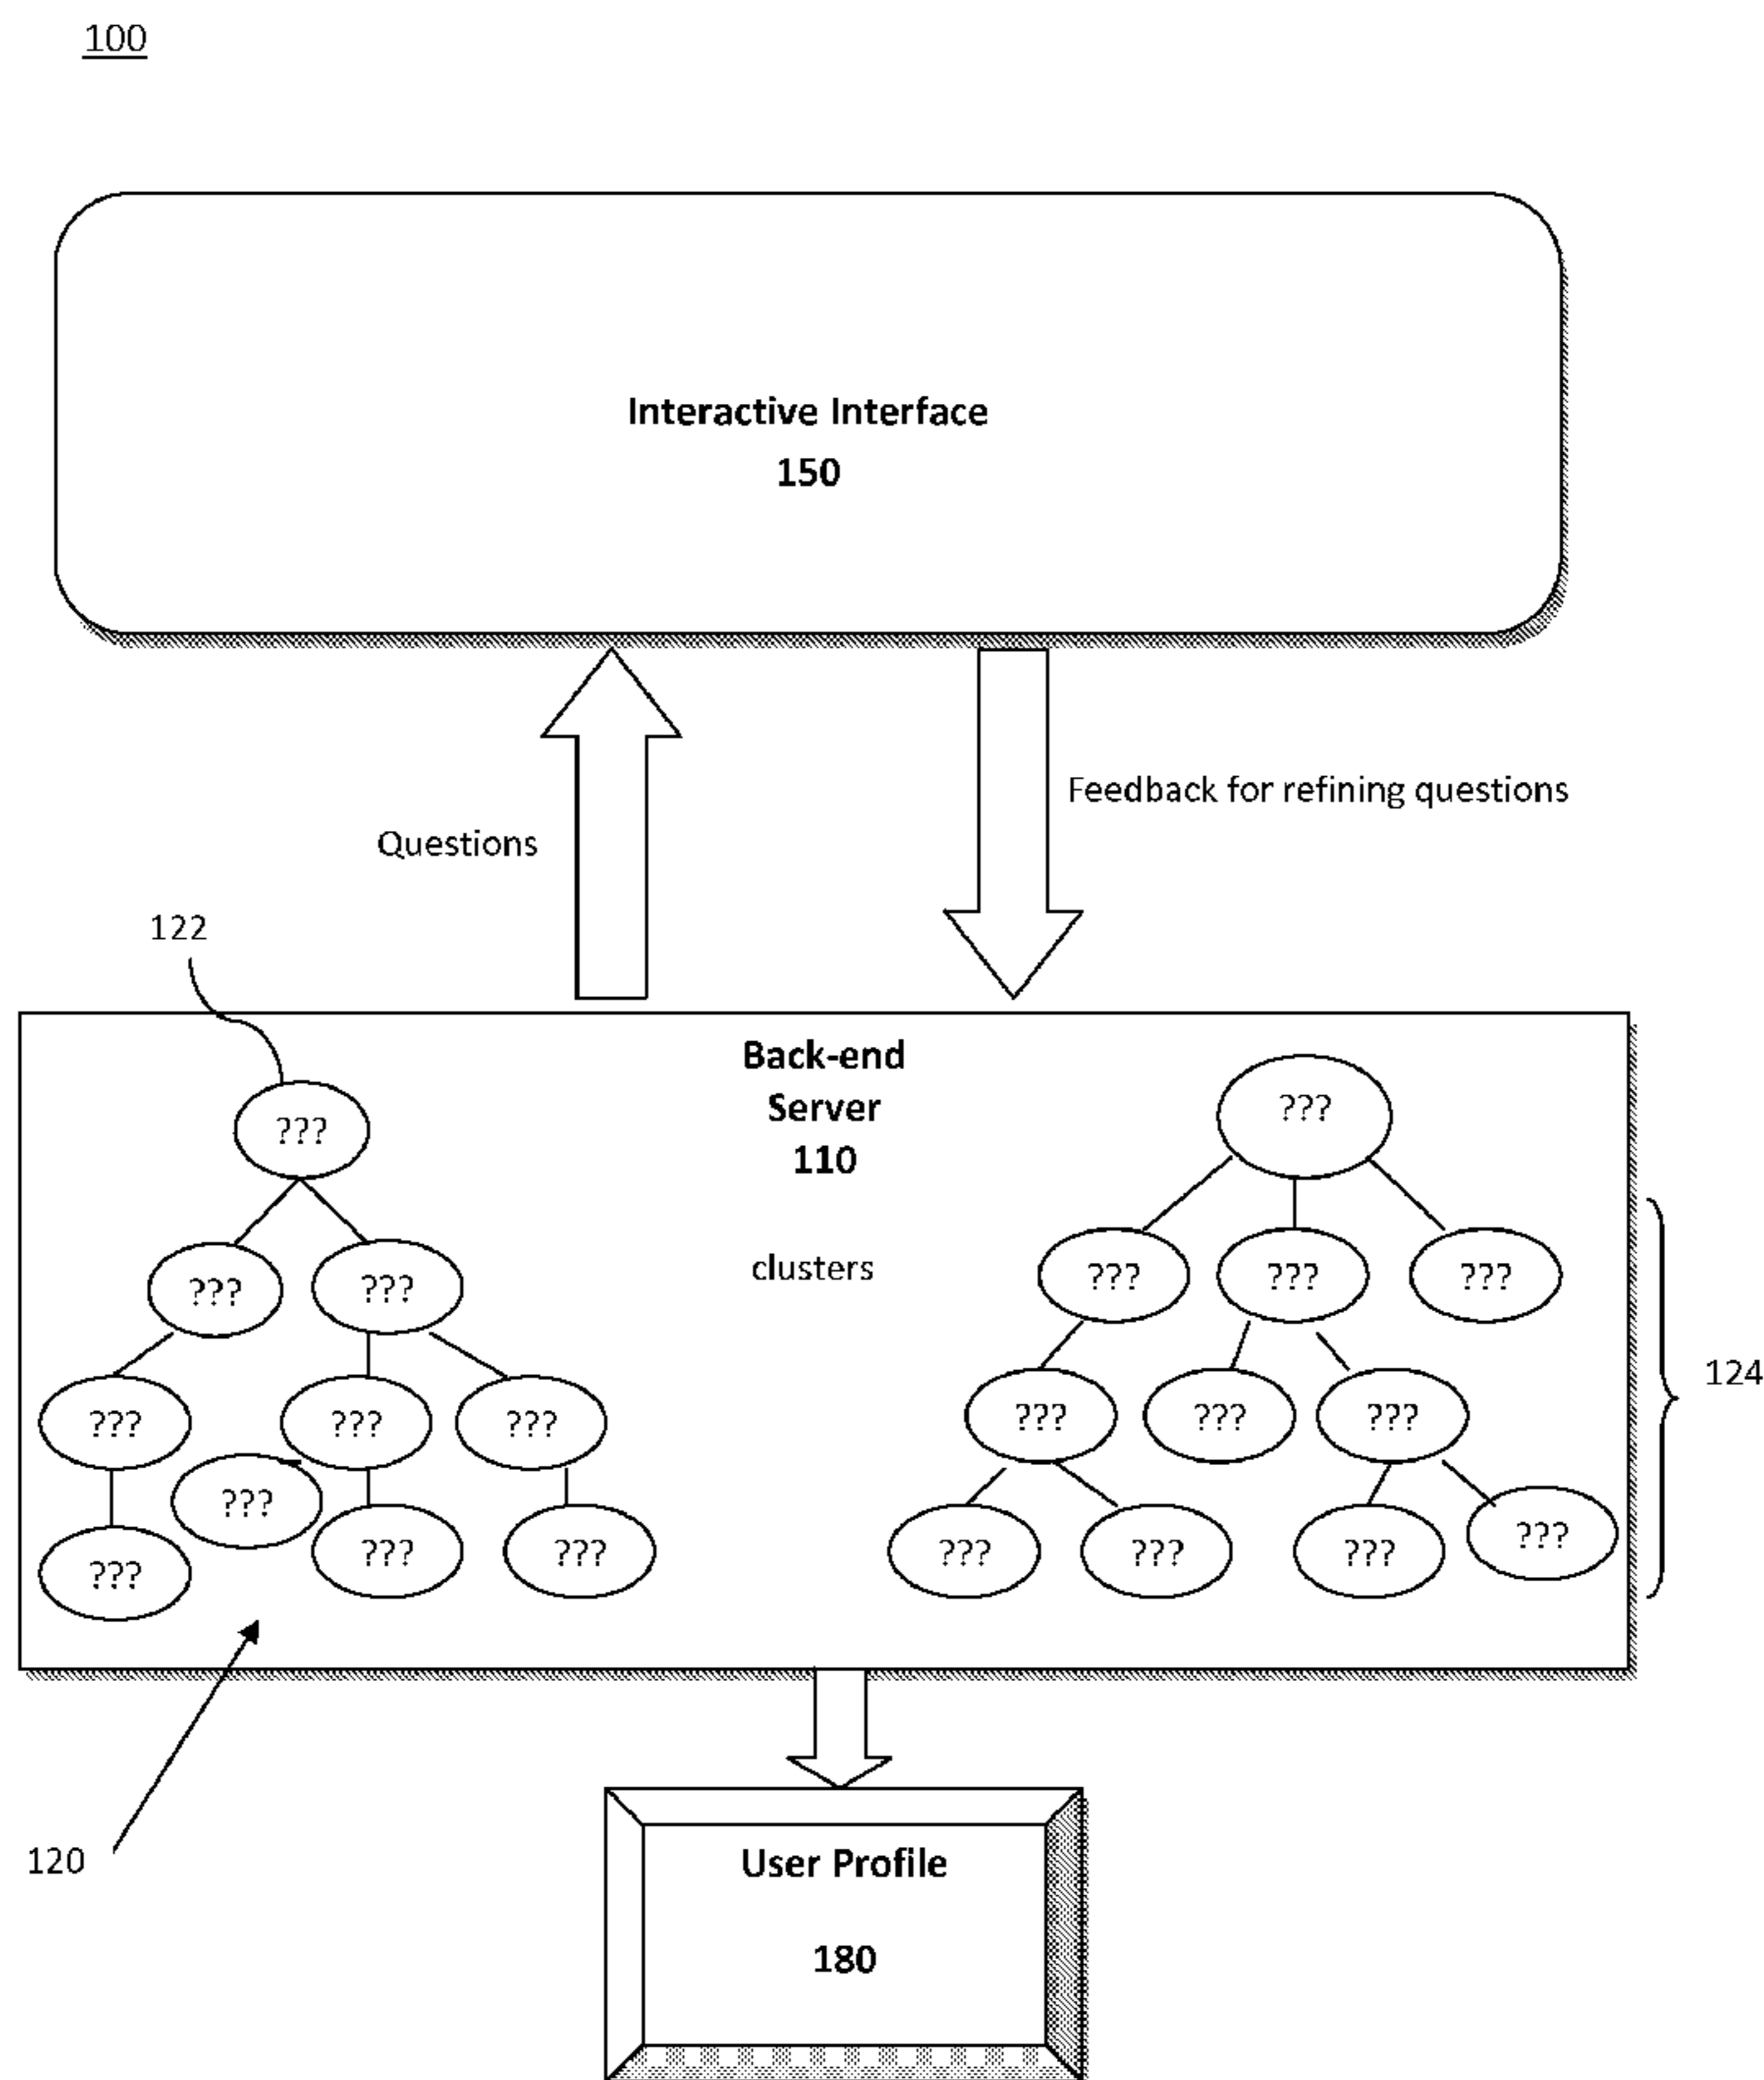 100
Interactive Interface
150
Feedback for refining questions
Questions
122
Back-end
Server
110
???
???
clusters
??? ???
??? ??? ???
124
??? ??? ???
??? ??? ???
???
??? ??? ???
??? ??? ??? ???
120
User Profile
180